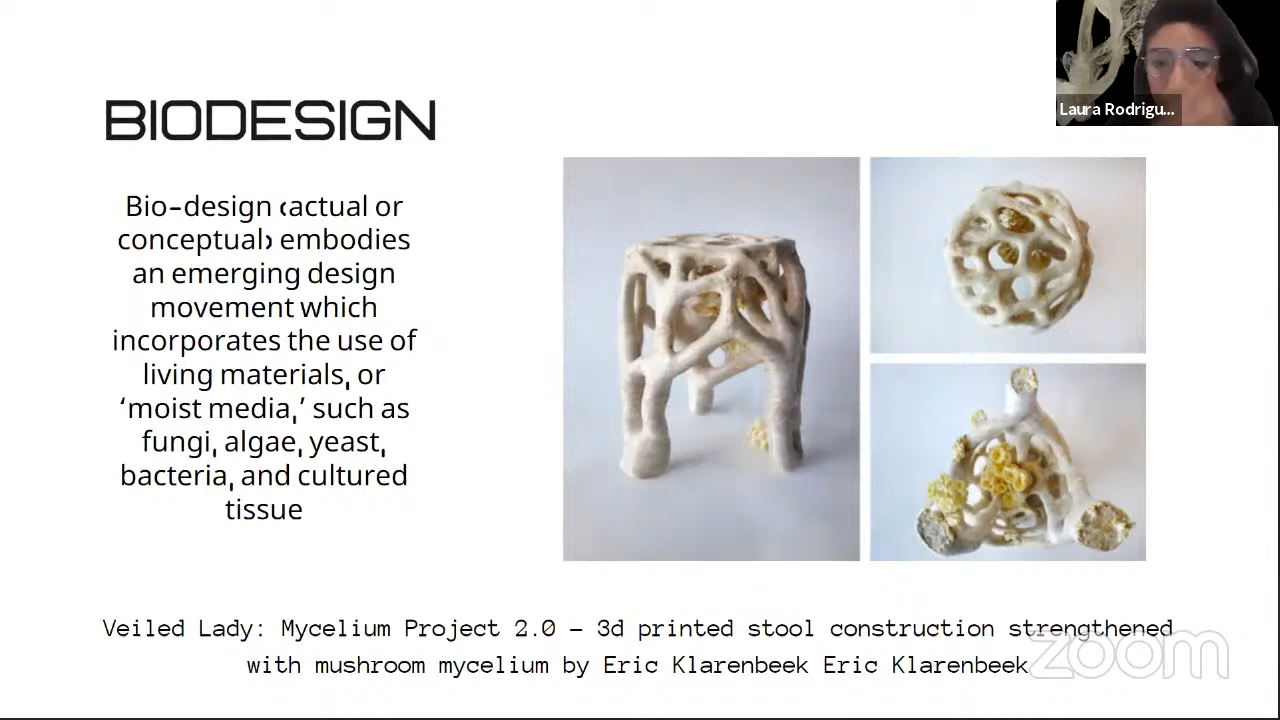 BIODESIGN
Bio-design (actual or
conceptual) embodies
an emerging design
movement which
incorporates the use of
living materials, or
‘moist media,’ such as
fungi, algae, yeast,
bacteria, and cultured
tissue
Veiled Lady: Mycelium Project 2.0 - 3d printed stool construction strengthened
with mushroom mycelium by Eric Klarenbeek Eric Klarenbeek
Laura Rodrigu...
zoom